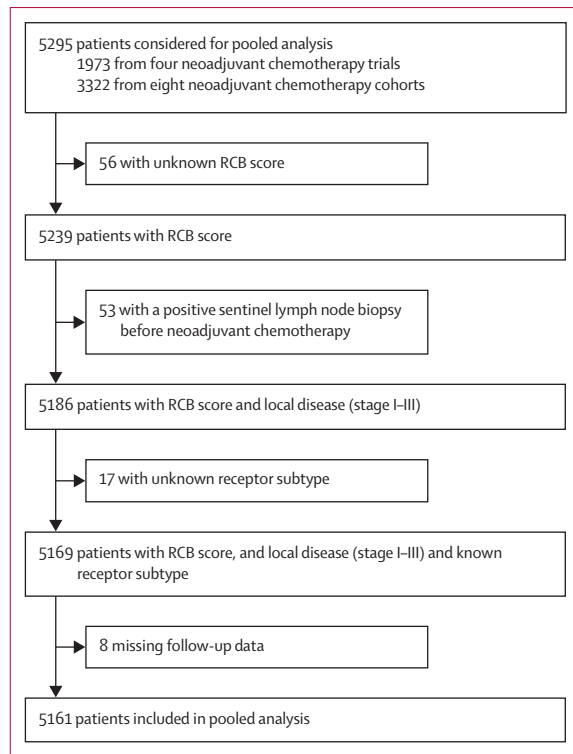 5295 patients considered for pooled analysis
1973 from four neoadjuvant chemotherapy trials
3322 from eight neoadjuvant chemotherapy cohorts
56 with unknown RCB score
5239 patients with RCB score
53 with a positive sentinel lymph node biopsy
before neoadjuvant chemotherapy
5186 patients with RCB score and local disease (stage I–III)
17 with unknown receptor subtype
5169 patients with RCB score, and local disease (stage I–III) and known
receptor subtype
8 missing follow-up data
5161 patients included in pooled analysis